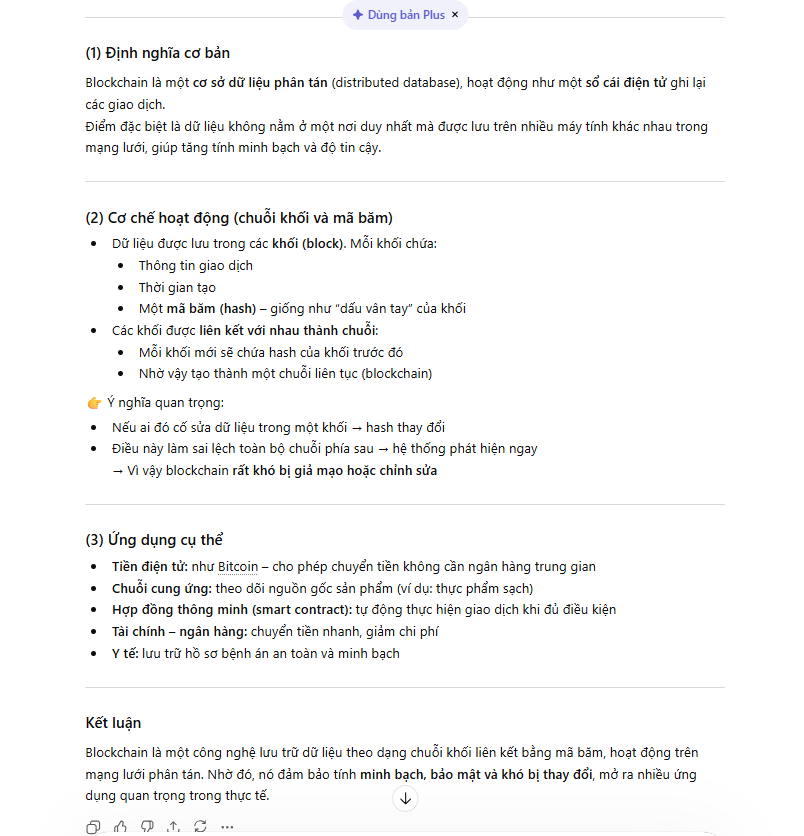 Dùng bản Plus ×
(1) Định nghĩa cơ bản
Blockchain là một cơ sở dữ liệu phân tán (distributed database), hoạt động như một sổ cái điện tử ghi lại
các giao dịch.
Điểm đặc biệt là dữ liệu không nằm ở một nơi duy nhất mà được lưu trên nhiều máy tính khác nhau trong
mạng lưới, giúp tăng tính minh bạch và độ tin cậy.
(2) Cơ chế hoạt động (chuỗi khối và mã băm)
• Dữ liệu được lưu trong các khối (block). Mỗi khối chứa:
• Thông tin giao dịch
• Thời gian tạo
• Một mã băm (hash) – giống như “dấu vân tay” của khối
• Các khối được liên kết với nhau thành chuỗi:
• Mỗi khối mới sẽ chứa hash của khối trước đó
• Nhờ vậy tạo thành một chuỗi liên tục (blockchain)
👉 Ý nghĩa quan trọng:
• Nếu ai đó cố sửa dữ liệu trong một khối → hash thay đổi
• Điều này làm sai lệch toàn bộ chuỗi phía sau → hệ thống phát hiện ngay
→ Vì vậy blockchain rất khó bị giả mạo hoặc chỉnh sửa
(3) Ứng dụng cụ thể
• Tiền điện tử: như Bitcoin – cho phép chuyển tiền không cần ngân hàng trung gian
• Chuỗi cung ứng: theo dõi nguồn gốc sản phẩm (ví dụ: thực phẩm sạch)
• Hợp đồng thông minh (smart contract): tự động thực hiện giao dịch khi đủ điều kiện
• Tài chính – ngân hàng: chuyển tiền nhanh, giảm chi phí
• Y tế: lưu trữ hồ sơ bệnh án an toàn và minh bạch
Kết luận
Blockchain là một công nghệ lưu trữ dữ liệu theo dạng chuỗi khối liên kết bằng mã băm, hoạt động trên
mạng lưới phân tán. Nhờ đó, nó đảm bảo tính minh bạch, bảo mật và khó bị thay đổi, mở ra nhiều ứng
dụng quan trọng trong thực tế.